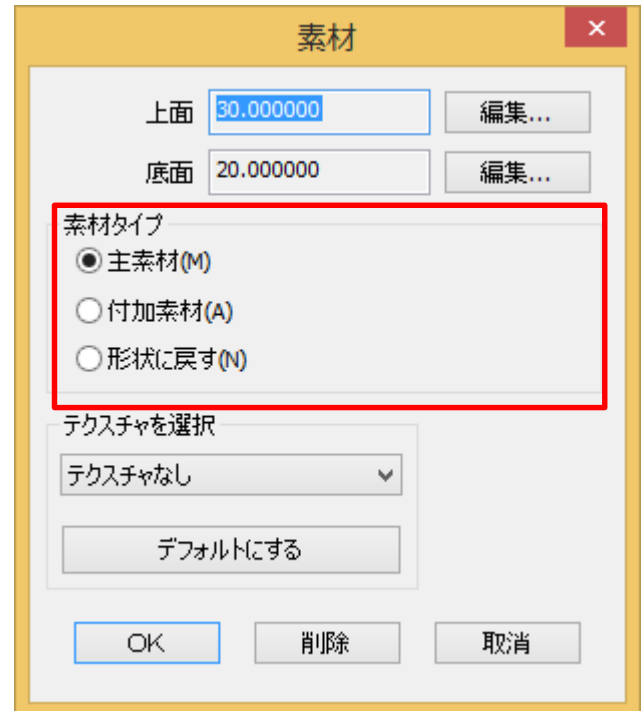 素材
上面 30.000000 編集...
底面 20.000000 編集...
素材タイプ
主素材(M)
付加素材(A)
形状に戻す(N)
テクスチャを選択
テクスチャなし
デフォルトにする
OK 削除 取消